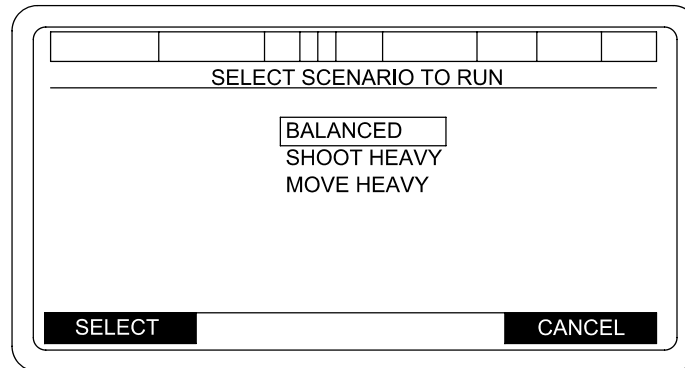 SELECT SCENARIO TO RUN
BALANCED
SHOOT HEAVY
MOVE HEAVY
SELECT
CANCEL